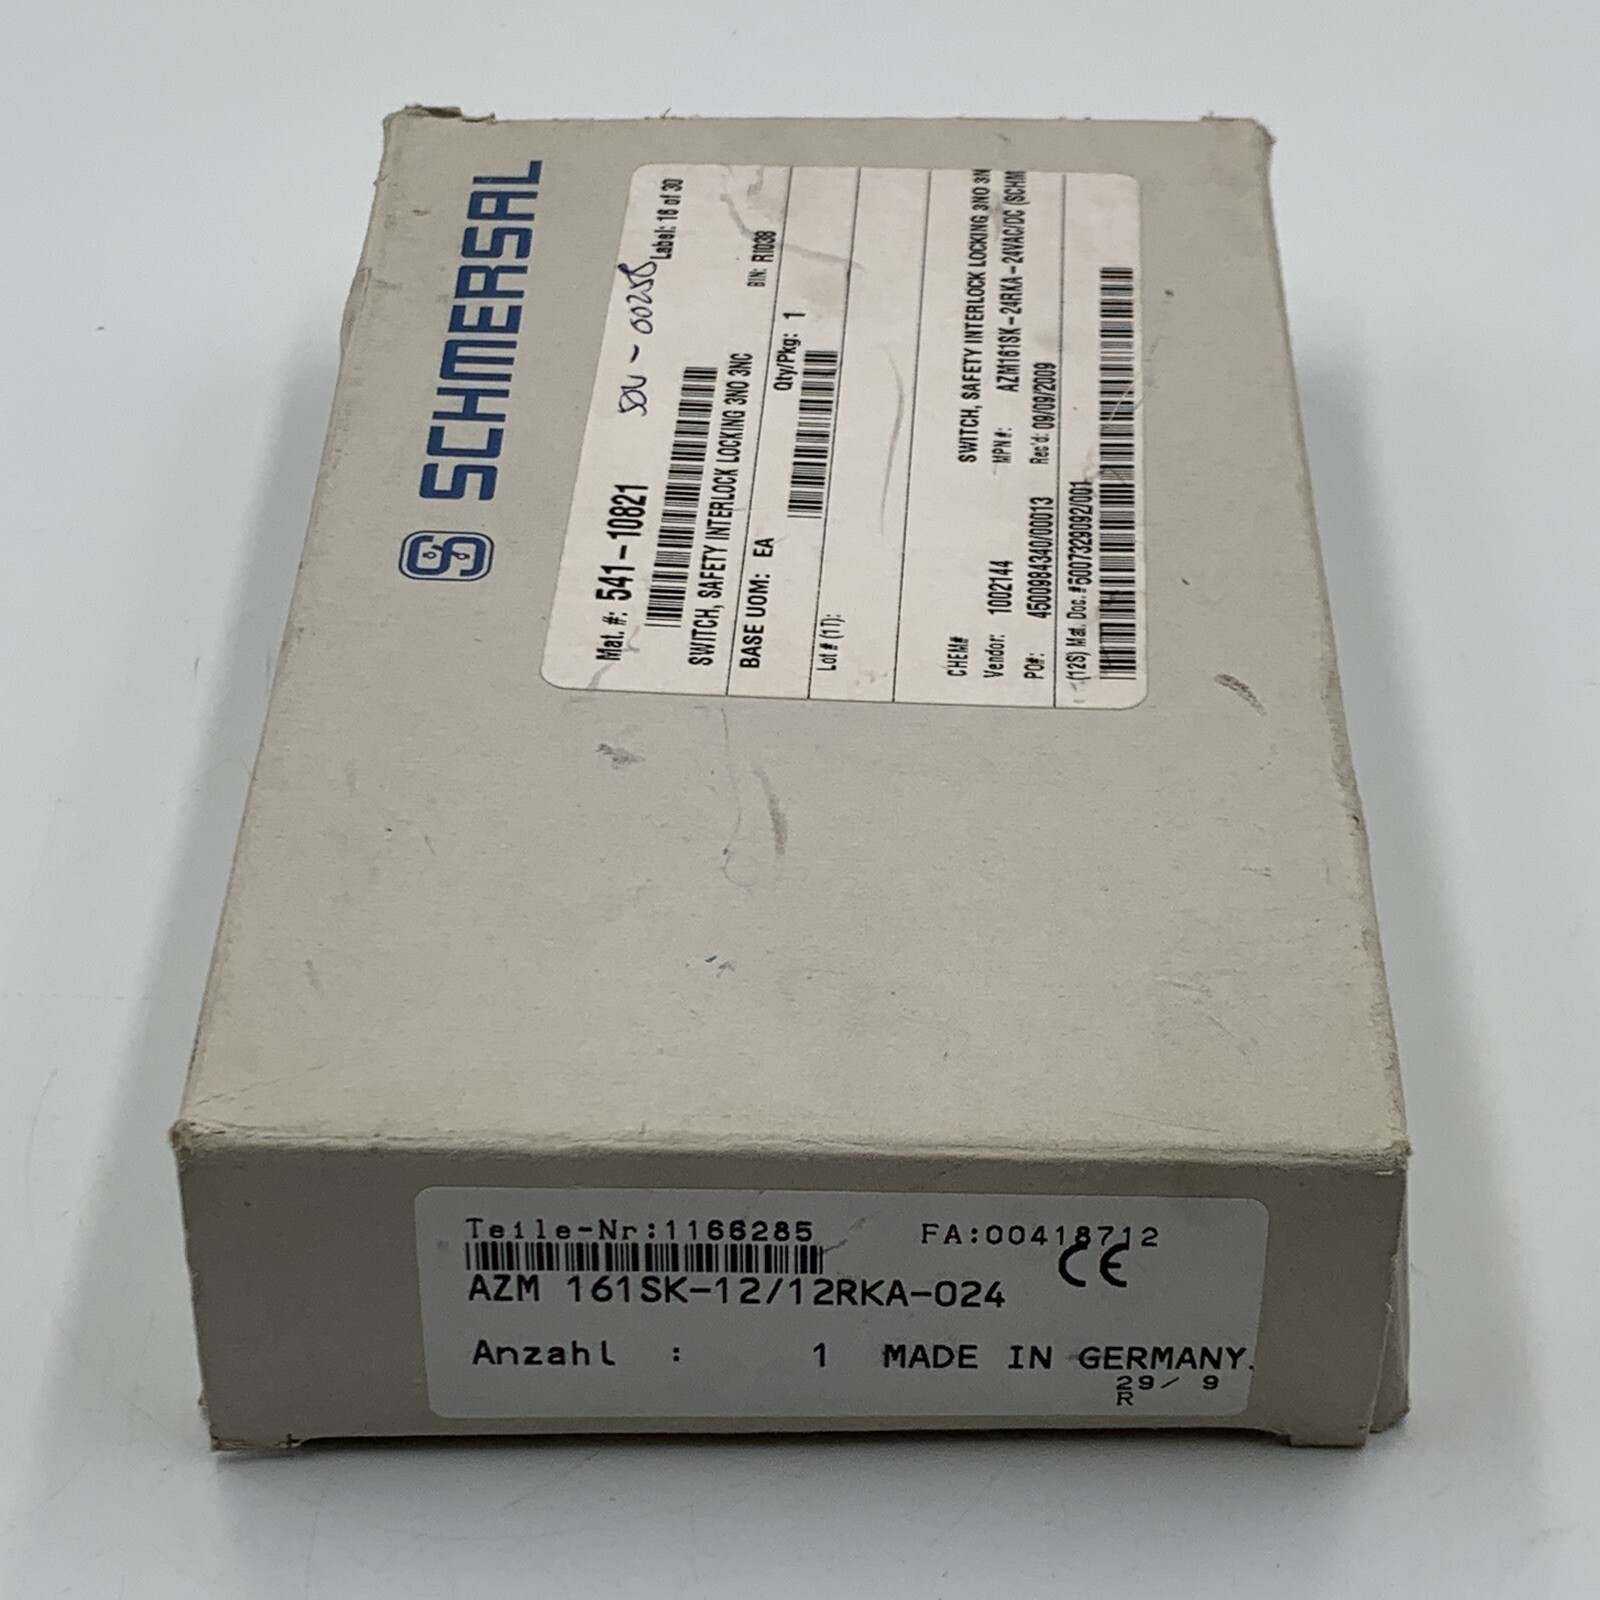 SCHMERSAL
Label: 16 of 30
Mat. #: 541-10821
SWITCH, SAFETY INTERLOCK LOCKING 3NO 3NC
BIN: R1038
BASE UOM: EA
Qty/Pkg: 1
Lot # (1T):
CHEM#
SWITCH, SAFETY INTERLOCK LOCKING 3NO 3N
Vendor: 1002144
MPN #: AZM161SK-24RKA-24VAC/DC (SCHM
PO#: 4500984340/00013
Rec'd: 09/09/2009
(12S) Mat. Doc.#5007329092/001
Teile-Nr:1166285
FA:00418712
CE
AZM 161SK-12/12RKA-024
Anzahl : 1 MADE IN GERMANY.
29/ 9
R